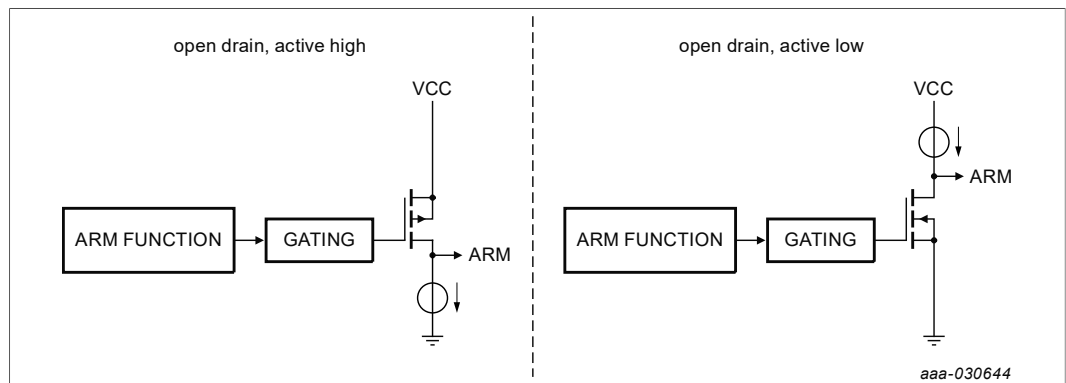 open drain, active high
VCC
ARM FUNCTION
GATING
ARM
open drain, active low
VCC
ARM
ARM FUNCTION
GATING
aaa-030644